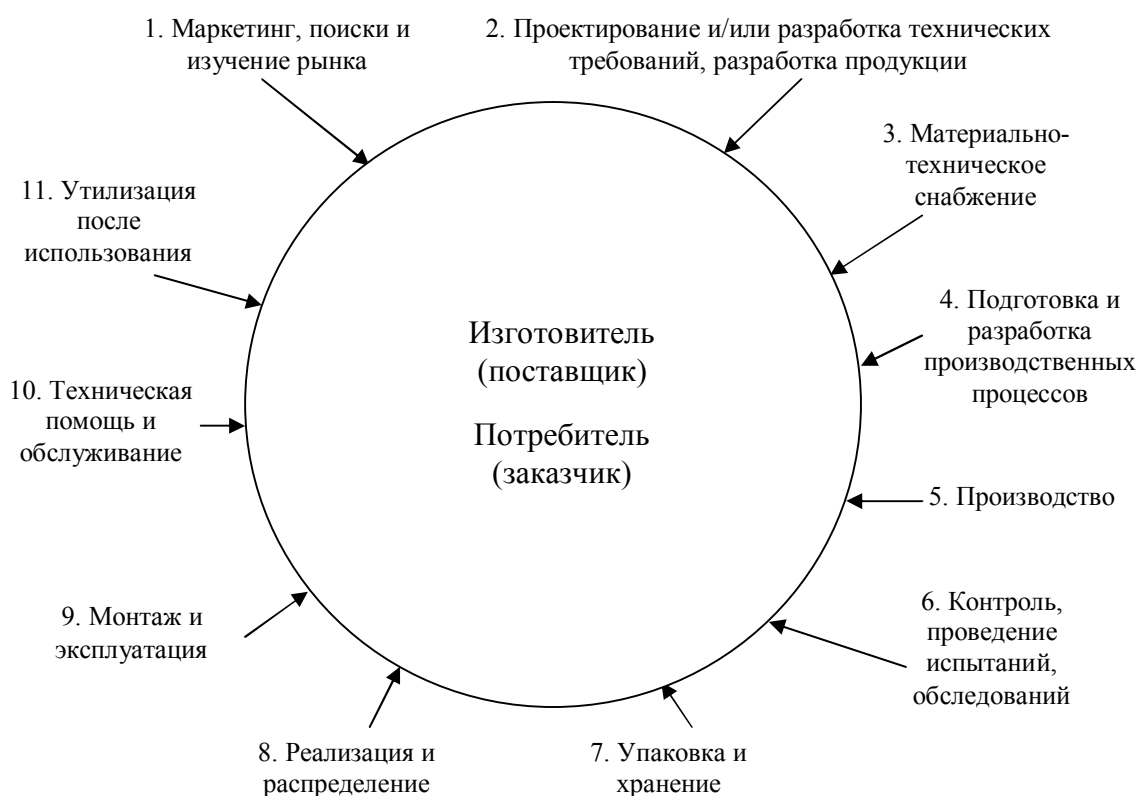 1. Маркетинг, поиски и
изучение рынка
2. Проектирование и/или разработка технических
требований, разработка продукции
3. Материально-
техническое
снабжение
4. Подготовка и
разработка
производственных
процессов
5. Производство
6. Контроль,
проведение
испытаний,
обследований
7. Упаковка и
хранение
8. Реализация и
распределение
9. Монтаж и
эксплуатация
10. Техническая
помощь и
обслуживание
11. Утилизация
после
использования
Изготовитель
(поставщик)
Потребитель
(заказчик)